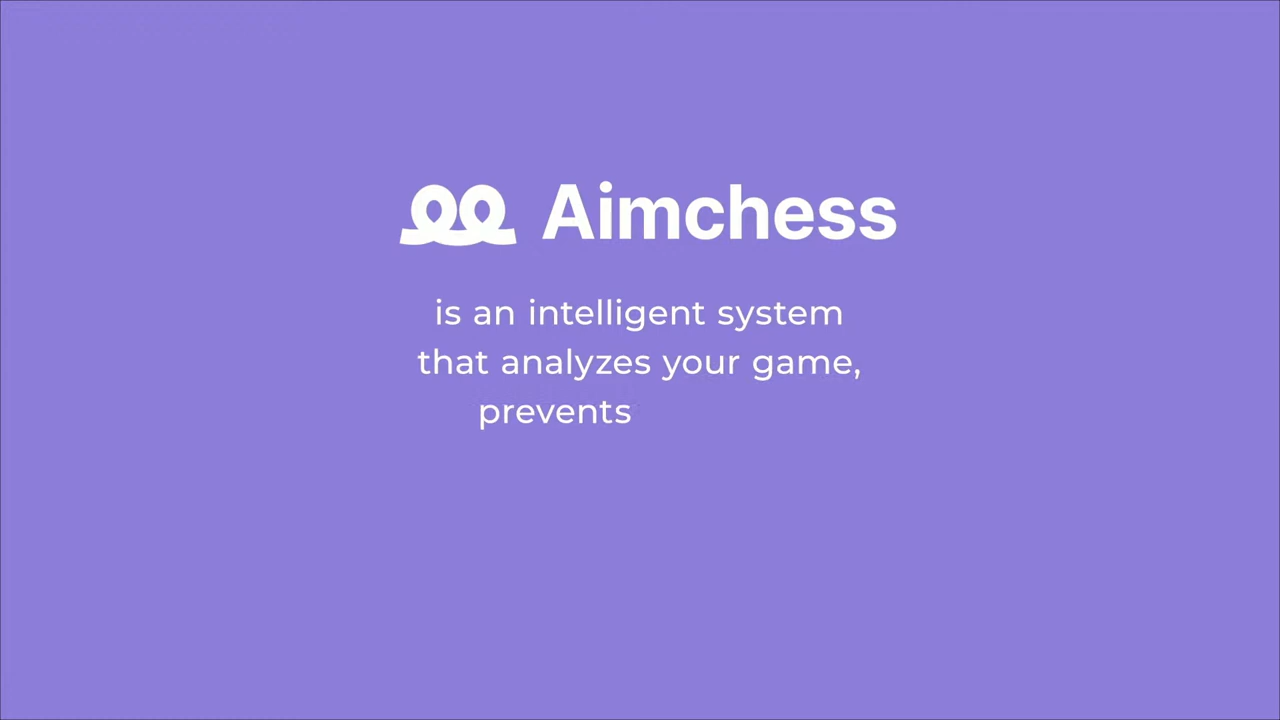 Aimchess
is an intelligent system
that analyzes your game,
prevents